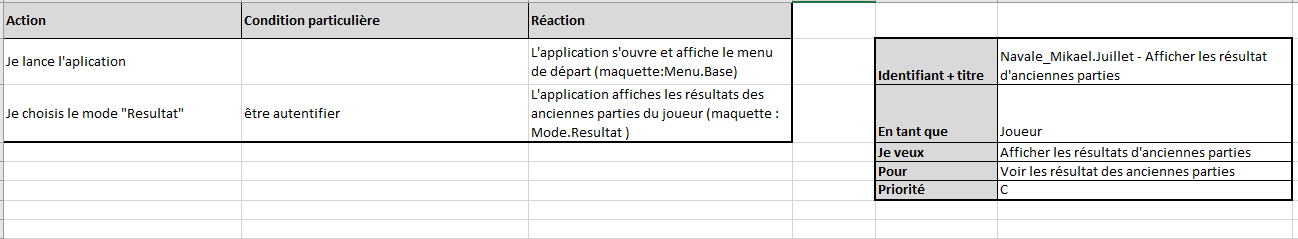 Action Condition particulière Réaction
Je lance l'aplication
L'application s'ouvre et affiche le menu
de départ (maquette:Menu.Base)
Je choisis le mode "Resultat" être autentifier
L'application affiches les résultats des
anciennes parties du joueur (maquette :
Mode.Resultat )
Identifiant + titre
Navale_Mikael.Juillet - Afficher les résultat
d'anciennes parties
En tant que Joueur
Je veux Afficher les résultats d'anciennes parties
Pour Voir les résultat des anciennes parties
Priorité C